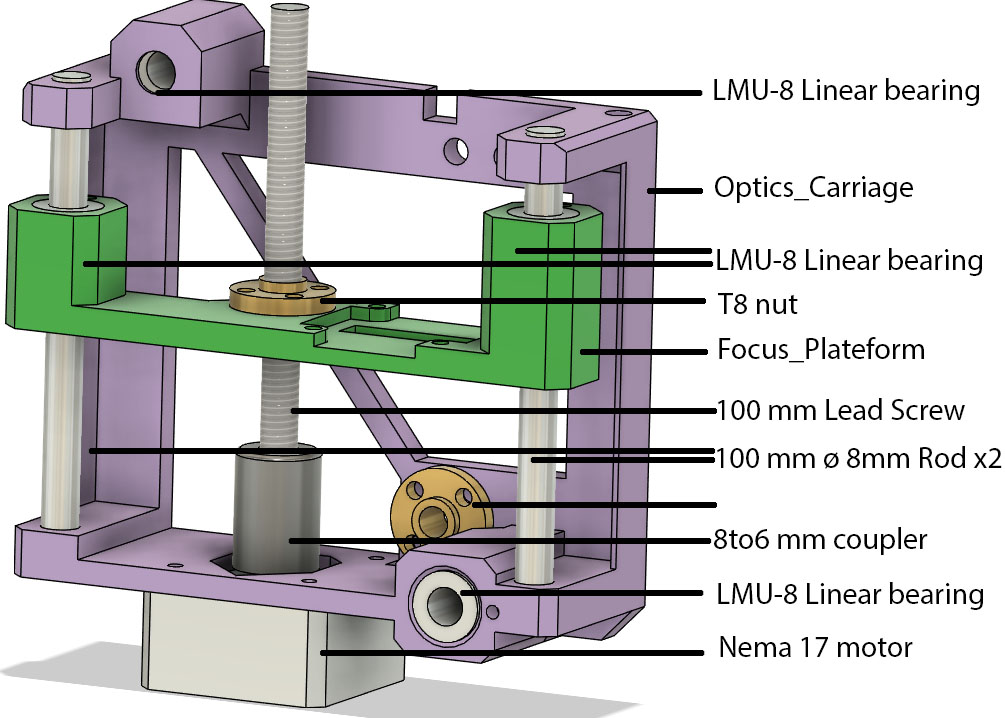 LMU-8 Linear bearing
Optics_Carriage
LMU-8 Linear bearing
T8 nut
Focus_Plateform
100 mm Lead Screw
100 mm ø 8mm Rod x2
8to6 mm coupler
LMU-8 Linear bearing
Nema 17 motor